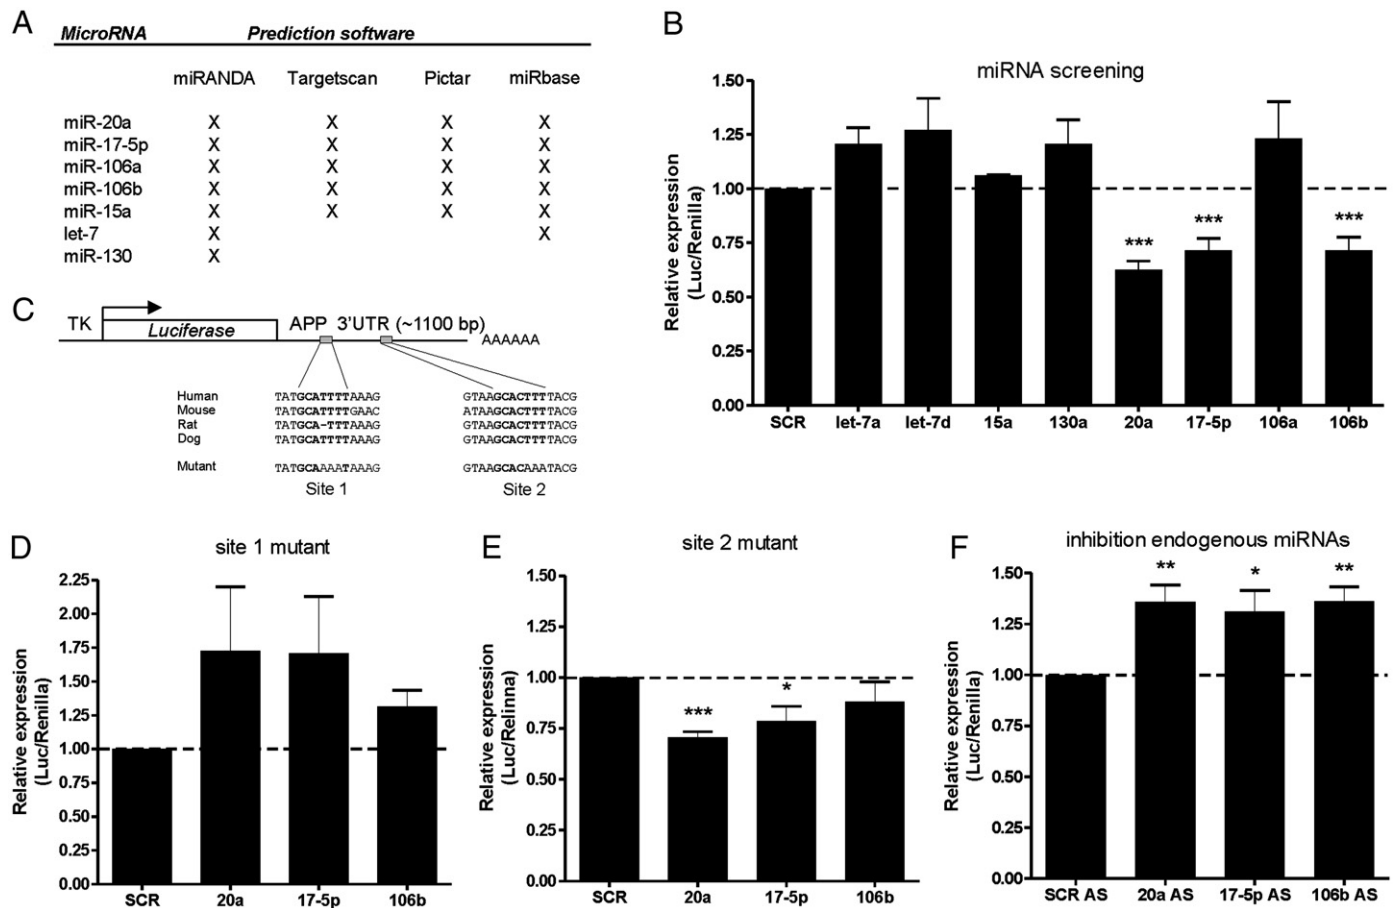 A
MicroRNA Prediction software
miRANDA Targetscan Pictar miRbase
miR-20a X X X X
miR-17-5p X X X X
miR-106a X X X X
miR-106b X X X X
miR-15a X X X X
let-7 X X
miR-130 X
B
miRNA screening
Relative expression
(Luc/Renilla)
1.50
1.25
1.00
0.75
0.50
0.25
0.00
*** *** ***
SCR let-7a let-7d 15a 130a 20a 17-5p 106a 106b
C
TK Luciferase APP 3'UTR (~1100 bp) AAAAAA
Human TATGCATTTTAAAG GTAAGCACTTTTACG
Mouse TATGCATTTTGAAC ATAAGCACTTTTACG
Rat TATGCA-TTTAAAG GTAAGCACTTTTACG
Dog TATGCATTTTAAAG GTAAGCACTTTTACG
Mutant TATGCAAAATAAAG GTAAGCACAAATACG
Site 1 Site 2
D
site 1 mutant
Relative expression
(Luc/Renilla)
2.25
2.00
1.75
1.50
1.25
1.00
0.75
0.50
0.25
0.00
SCR 20a 17-5p 106b
E
site 2 mutant
Relative expression
(Luc/Relinna)
1.50
1.25
1.00
0.75
0.50
0.25
0.00
*** *
SCR 20a 17-5p 106b
F
inhibition endogenous miRNAs
Relative expression
(Luc/Renilla)
1.50
1.25
1.00
0.75
0.50
0.25
0.00
** * **
SCR AS 20a AS 17-5p AS 106b AS